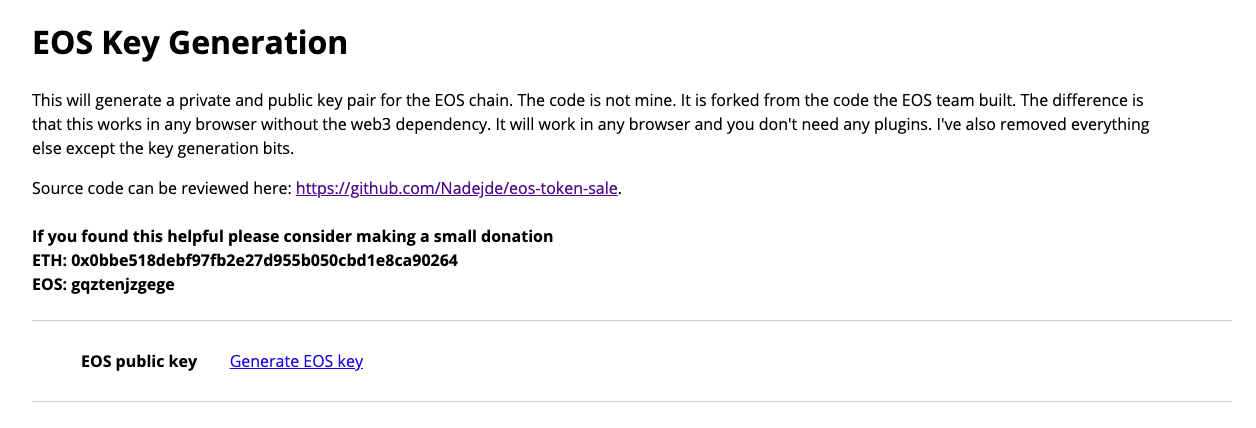 EOS Key Generation
This will generate a private and public key pair for the EOS chain. The code is not mine. It is forked from the code the EOS team built. The difference is
that this works in any browser without the web3 dependency. It will work in any browser and you don't need any plugins. I've also removed everything
else except the key generation bits.
Source code can be reviewed here: https://github.com/Nadejde/eos-token-sale.
If you found this helpful please consider making a small donation
ETH: 0x0bbe518debf97fb2e27d955b050cbd1e8ca90264
EOS: gqztenjzgege
EOS public key Generate EOS key